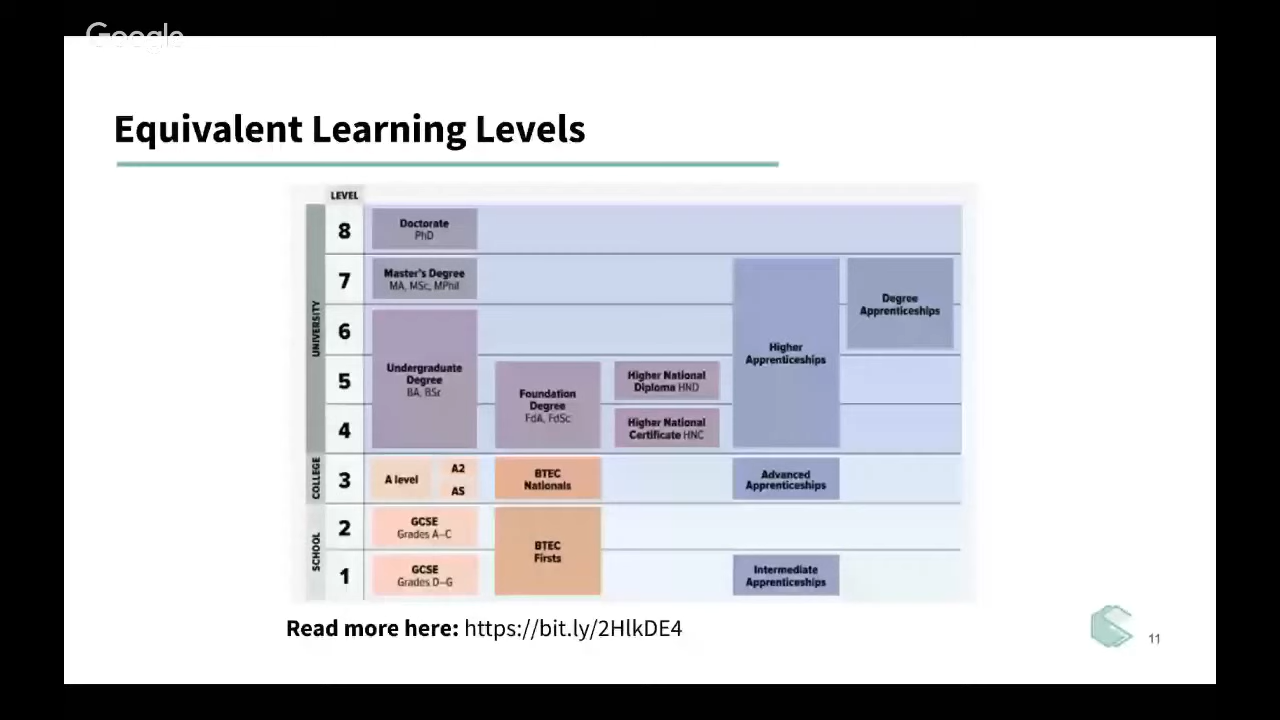 Google
Equivalent Learning Levels
LEVEL
UNIVERSITY
8
Doctorate
PhD
7
Master's Degree
MA, MSc, MPhil
6
Undergraduate
Degree
BA, BSc
5
4
Foundation
Degree
FdA, FdSc
Higher National
Diploma HND
Higher National
Certificate HNC
Higher
Apprenticeships
Degree
Apprenticeships
COLLEGE
3
A level
A2
AS
BTEC
Nationals
Advanced
Apprenticeships
SCHOOL
2
GCSE
Grades A–C
BTEC
Firsts
1
GCSE
Grades D–G
Intermediate
Apprenticeships
Read more here: https://bit.ly/2HlkDE4
11